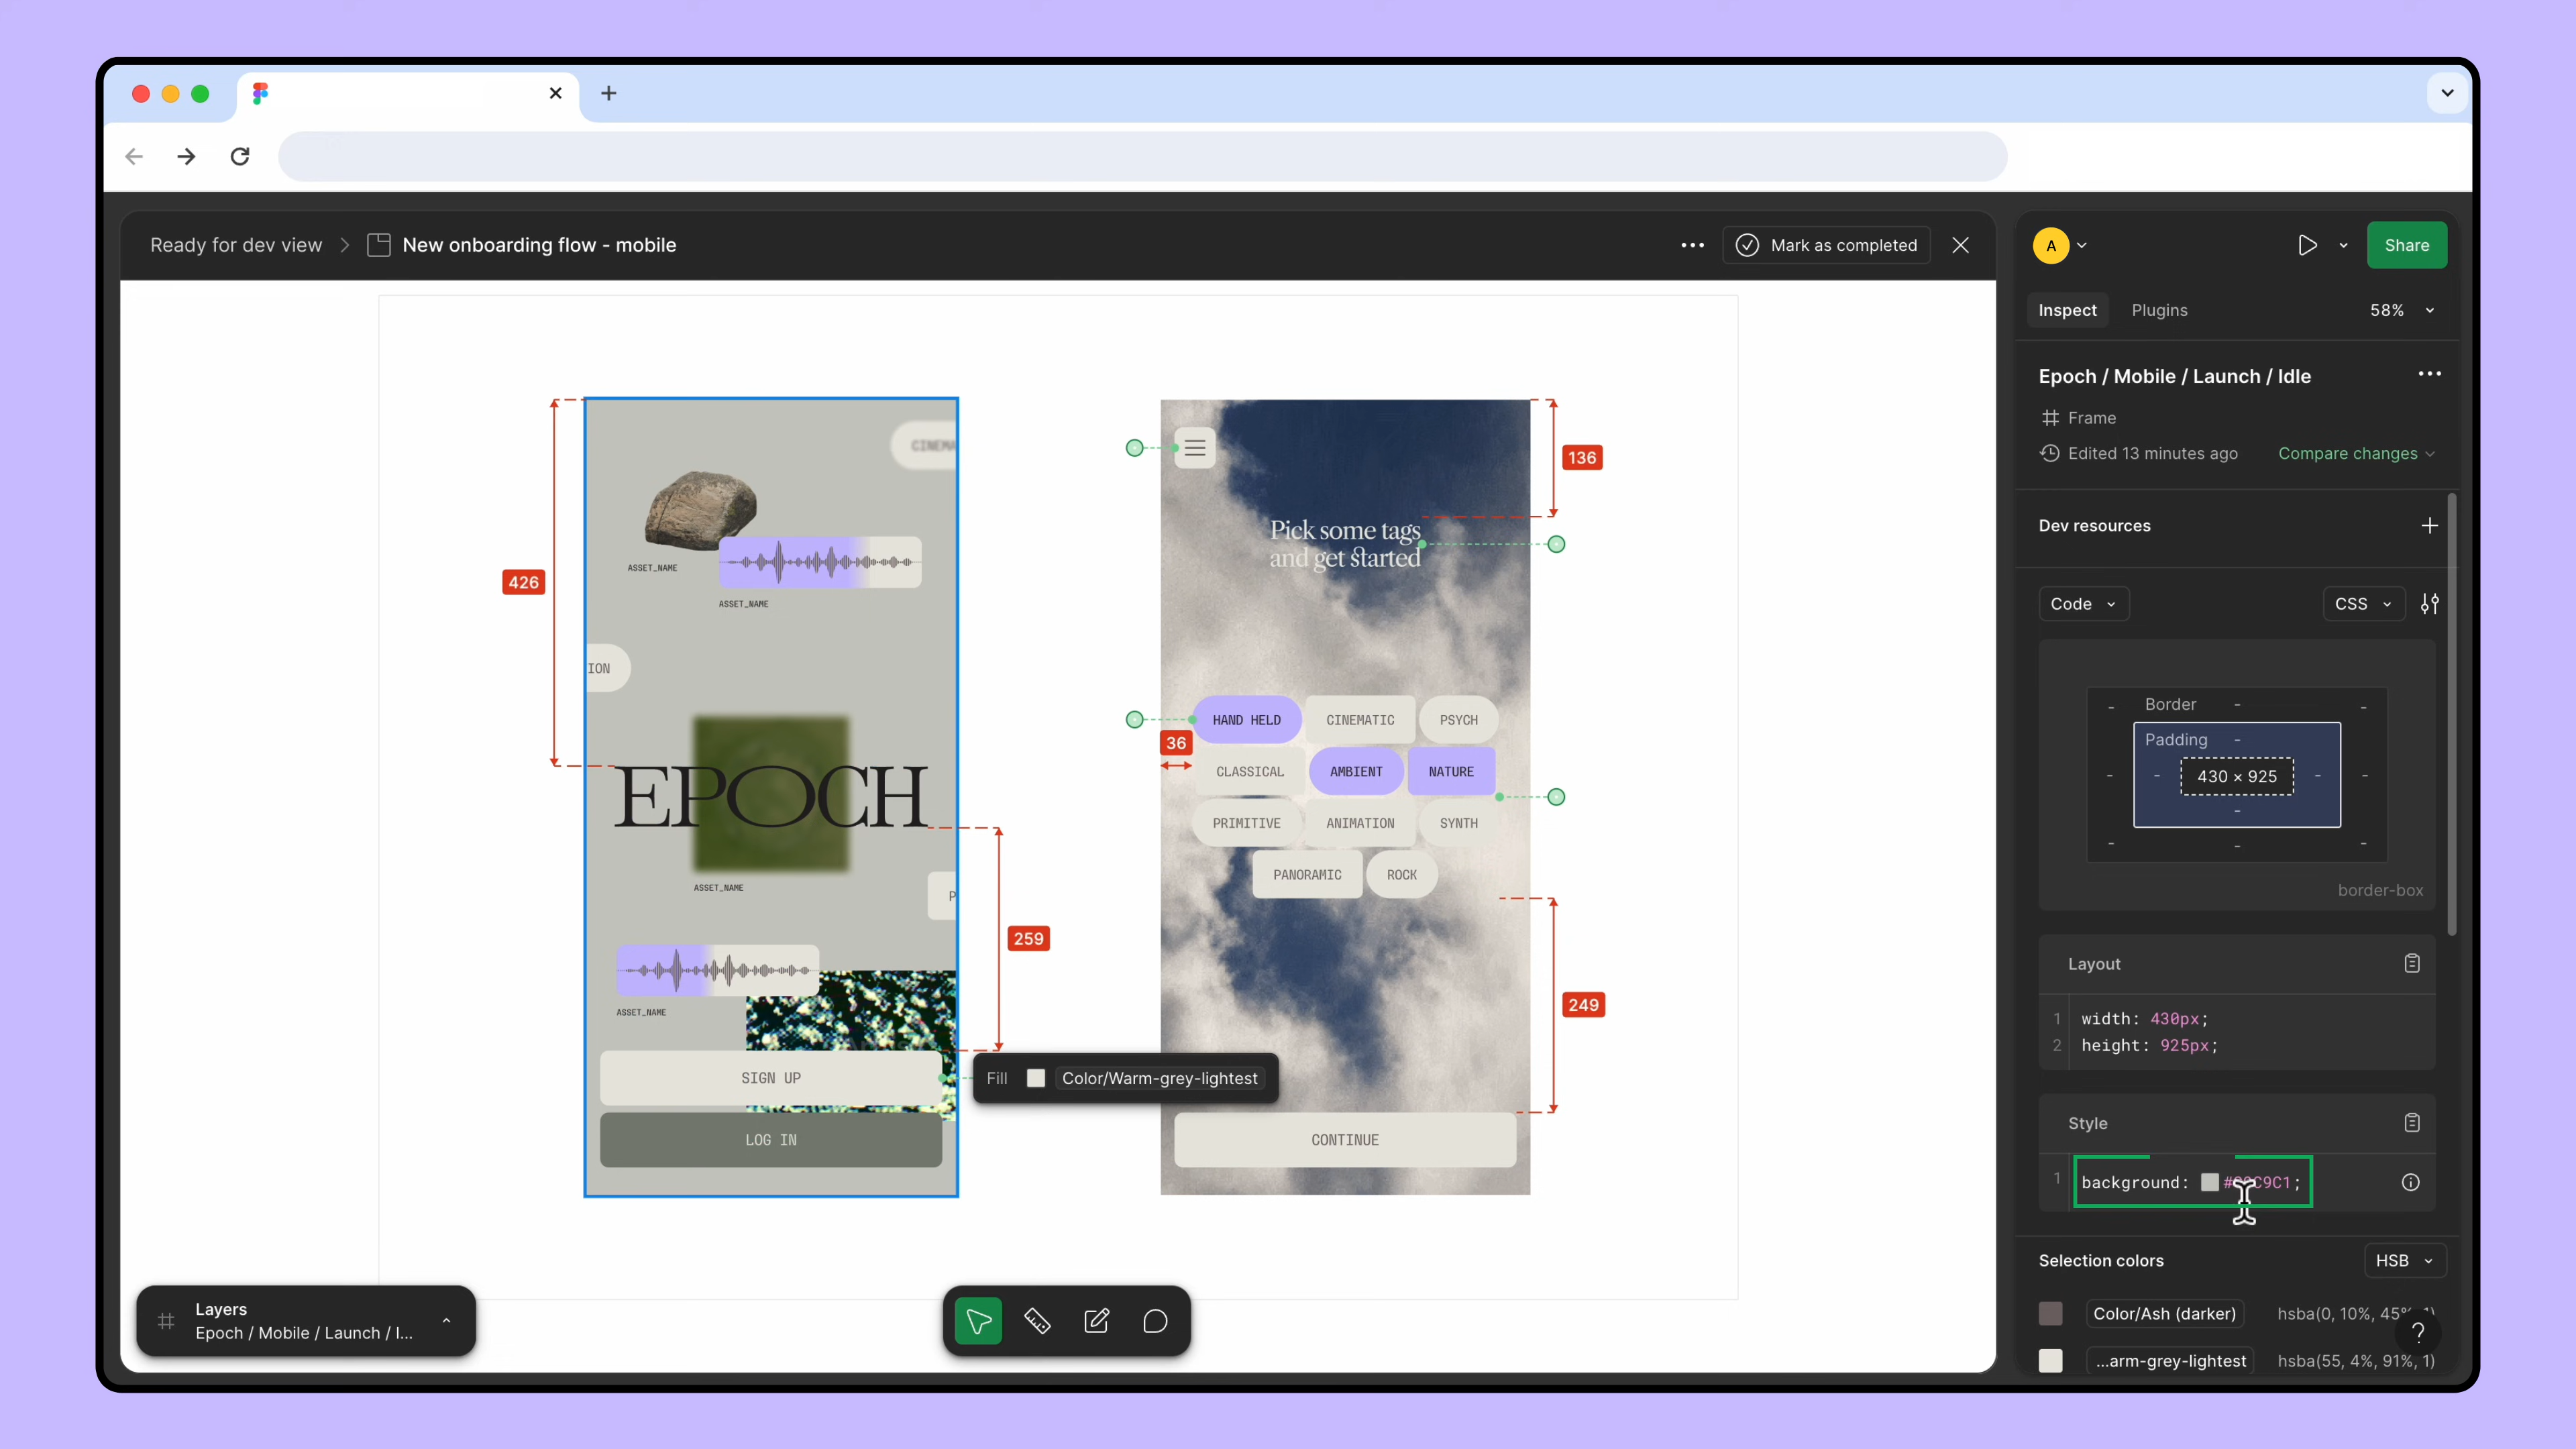 Ready for dev view
New onboarding flow - mobile
Mark as completed
A
Share
Inspect
Plugins
58%
Epoch / Mobile / Launch / Idle
Frame
Edited 13 minutes ago
Compare changes
Dev resources
Code
CSS
Border
-
-
-
Padding
-
-
-
430 × 925
-
-
-
-
-
-
border-box
Layout
1 width: 430px;
2 height: 925px;
Style
1 background:
Selection colors
HSB
Color/Ash (darker)
hsba(0, 10%, 45%
...arm-grey-lightest
hsba(55, 4%, 91%, 1)
?
426
ASSET_NAME
ASSET_NAME
ION
EPOCH
ASSET_NAME
P
259
ASSET_NAME
SIGN UP
LOG IN
Fill
Color/Warm-grey-lightest
136
Pick some tags
and get started
HAND HELD
CINEMATIC
PSYCH
36
CLASSICAL
AMBIENT
NATURE
PRIMITIVE
ANIMATION
SYNTH
PANORAMIC
ROCK
249
CONTINUE
Layers
Epoch / Mobile / Launch / I...